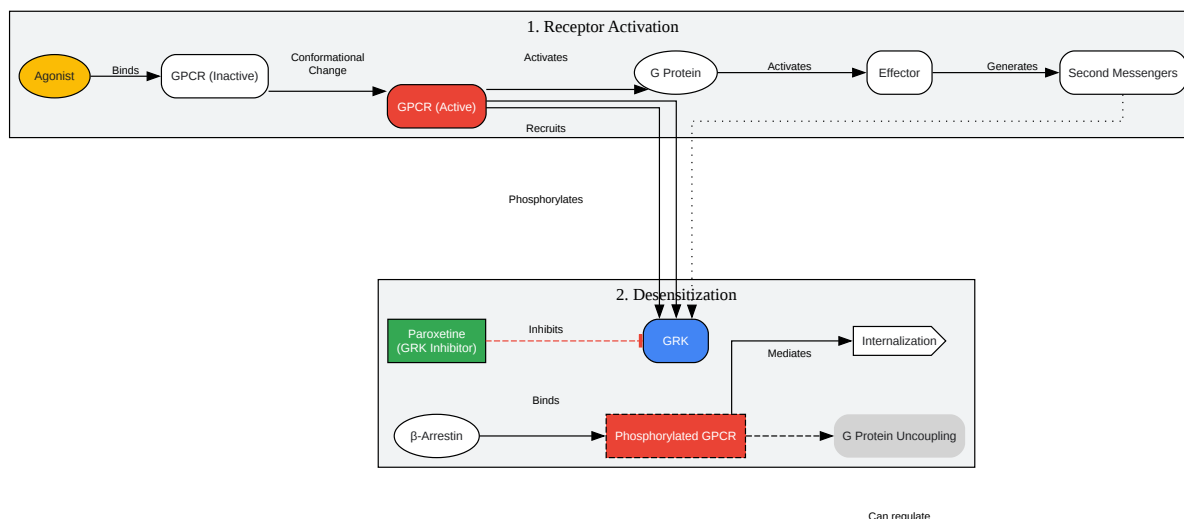 1. Receptor Activation
Agonist
Binds
GPCR (Inactive)
Conformational
Change
GPCR (Active)
Activates
Recruits
G Protein
Activates
Effector
Generates
Second Messengers
Phosphorylates
2. Desensitization
Paroxetine
(GRK Inhibitor)
Inhibits
GRK
Mediates
Internalization
β-Arrestin
Binds
Phosphorylated GPCR
G Protein Uncoupling
Can regulate